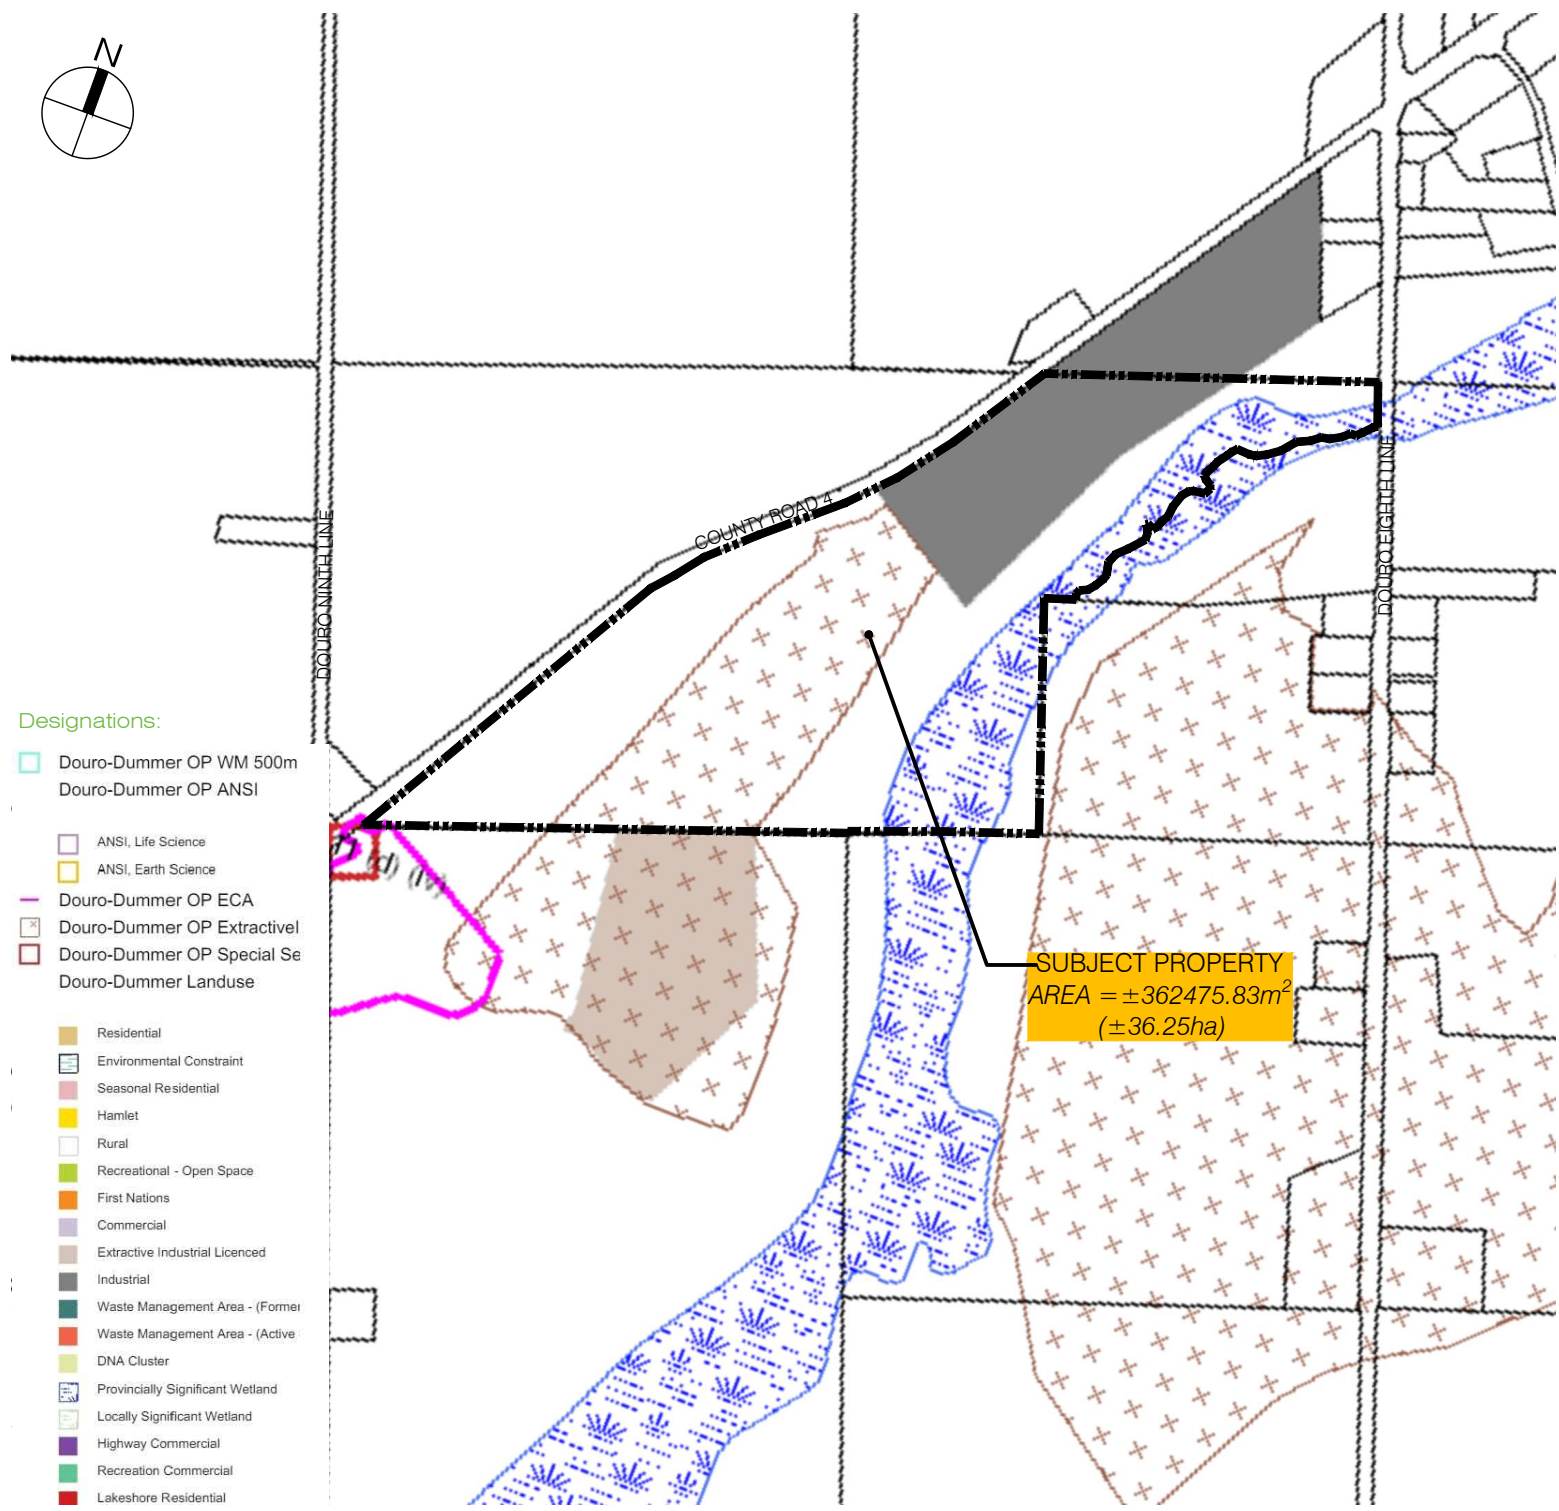 N
COUNTY ROAD 4
DOURO NINTH LINE
DOURO EIGHTH LINE
Designations:
Douro-Dummer OP WM 500m
Douro-Dummer OP ANSI
ANSI, Life Science
ANSI, Earth Science
Douro-Dummer OP ECA
Douro-Dummer OP Extractivel
Douro-Dummer OP Special Se
Douro-Dummer Landuse
Residential
Environmental Constraint
Seasonal Residential
Hamlet
Rural
Recreational - Open Space
First Nations
Commercial
Extractive Industrial Licenced
Industrial
Waste Management Area - (Former
Waste Management Area - (Active
DNA Cluster
Provincially Significant Wetland
Locally Significant Wetland
Highway Commercial
Recreation Commercial
Lakeshore Residential
(d) (iv)
SUBJECT PROPERTY
AREA = ±362475.83m²
(±36.25ha)